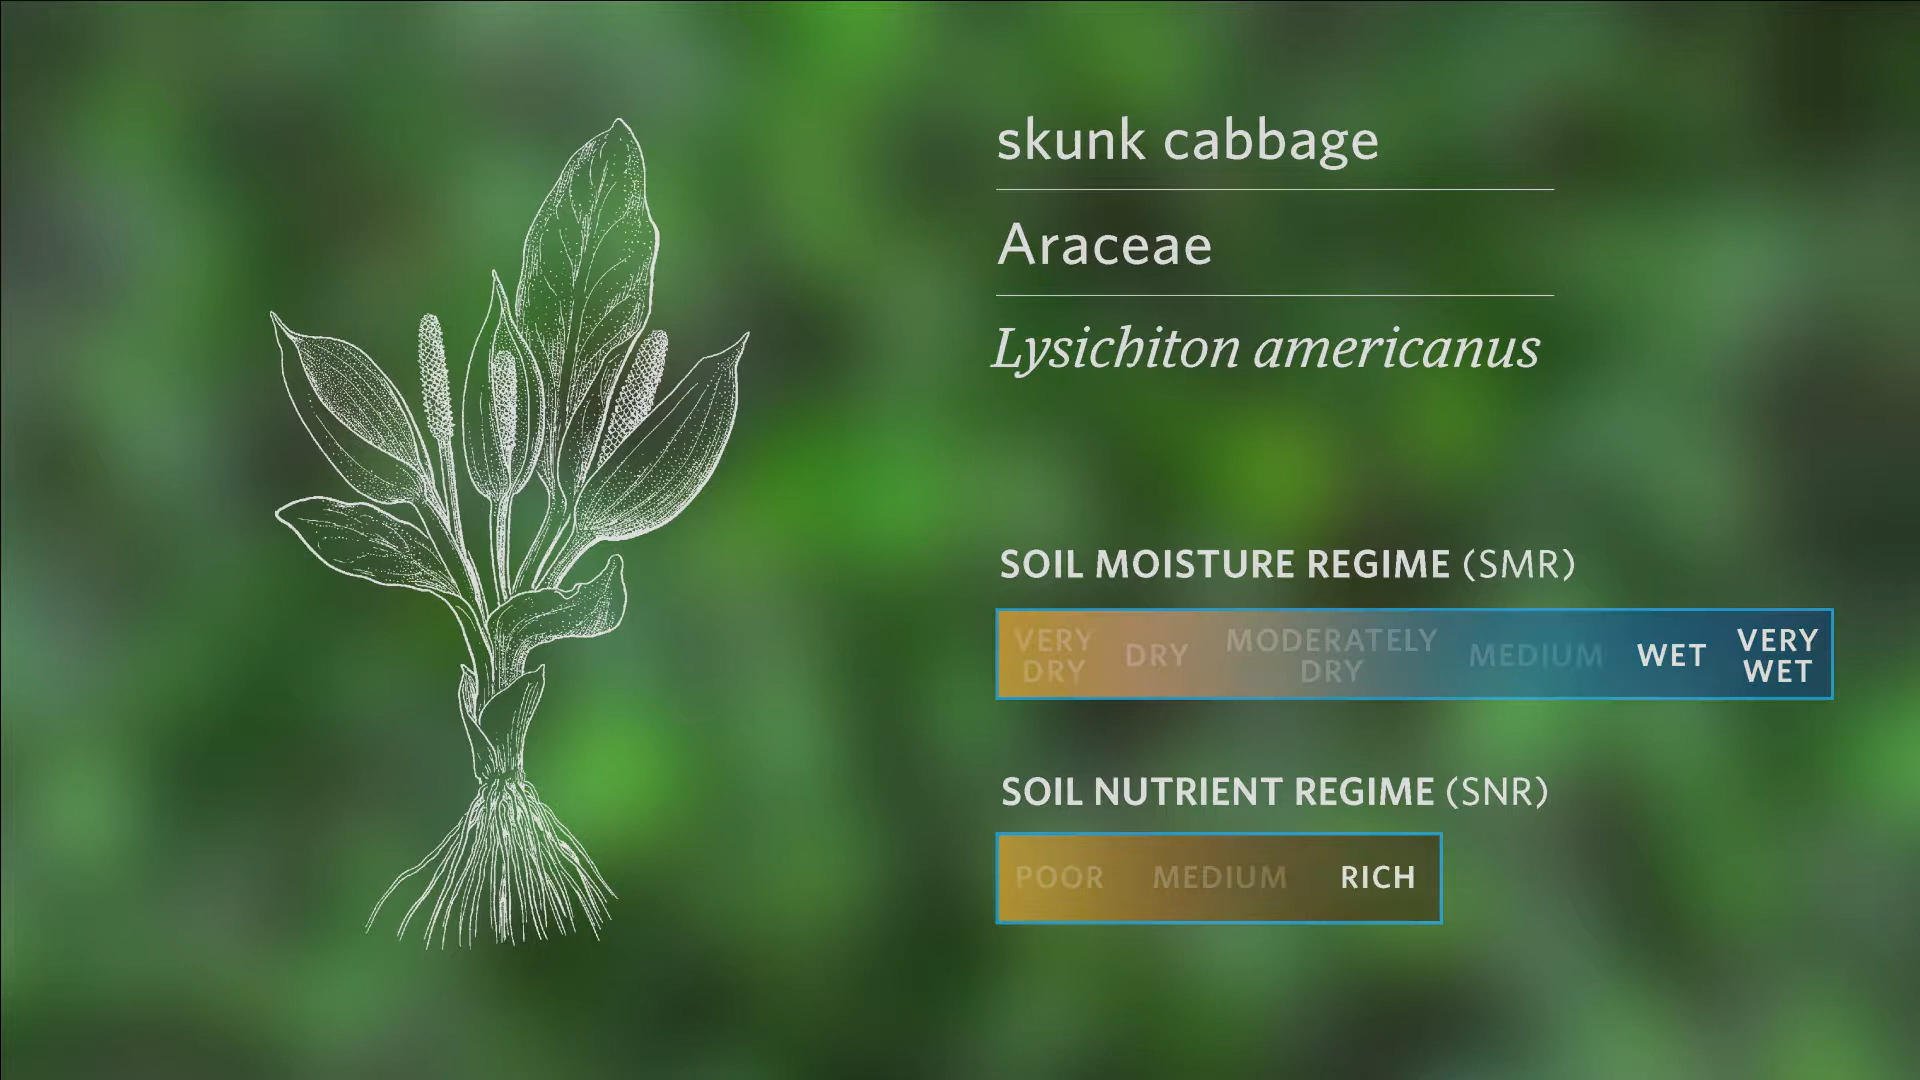 skunk cabbage
Araceae
Lysichiton americanus
SOIL MOISTURE REGIME (SMR)
VERY DRY
DRY
MODERATELY DRY
MEDIUM
WET
VERY WET
SOIL NUTRIENT REGIME (SNR)
POOR
MEDIUM
RICH